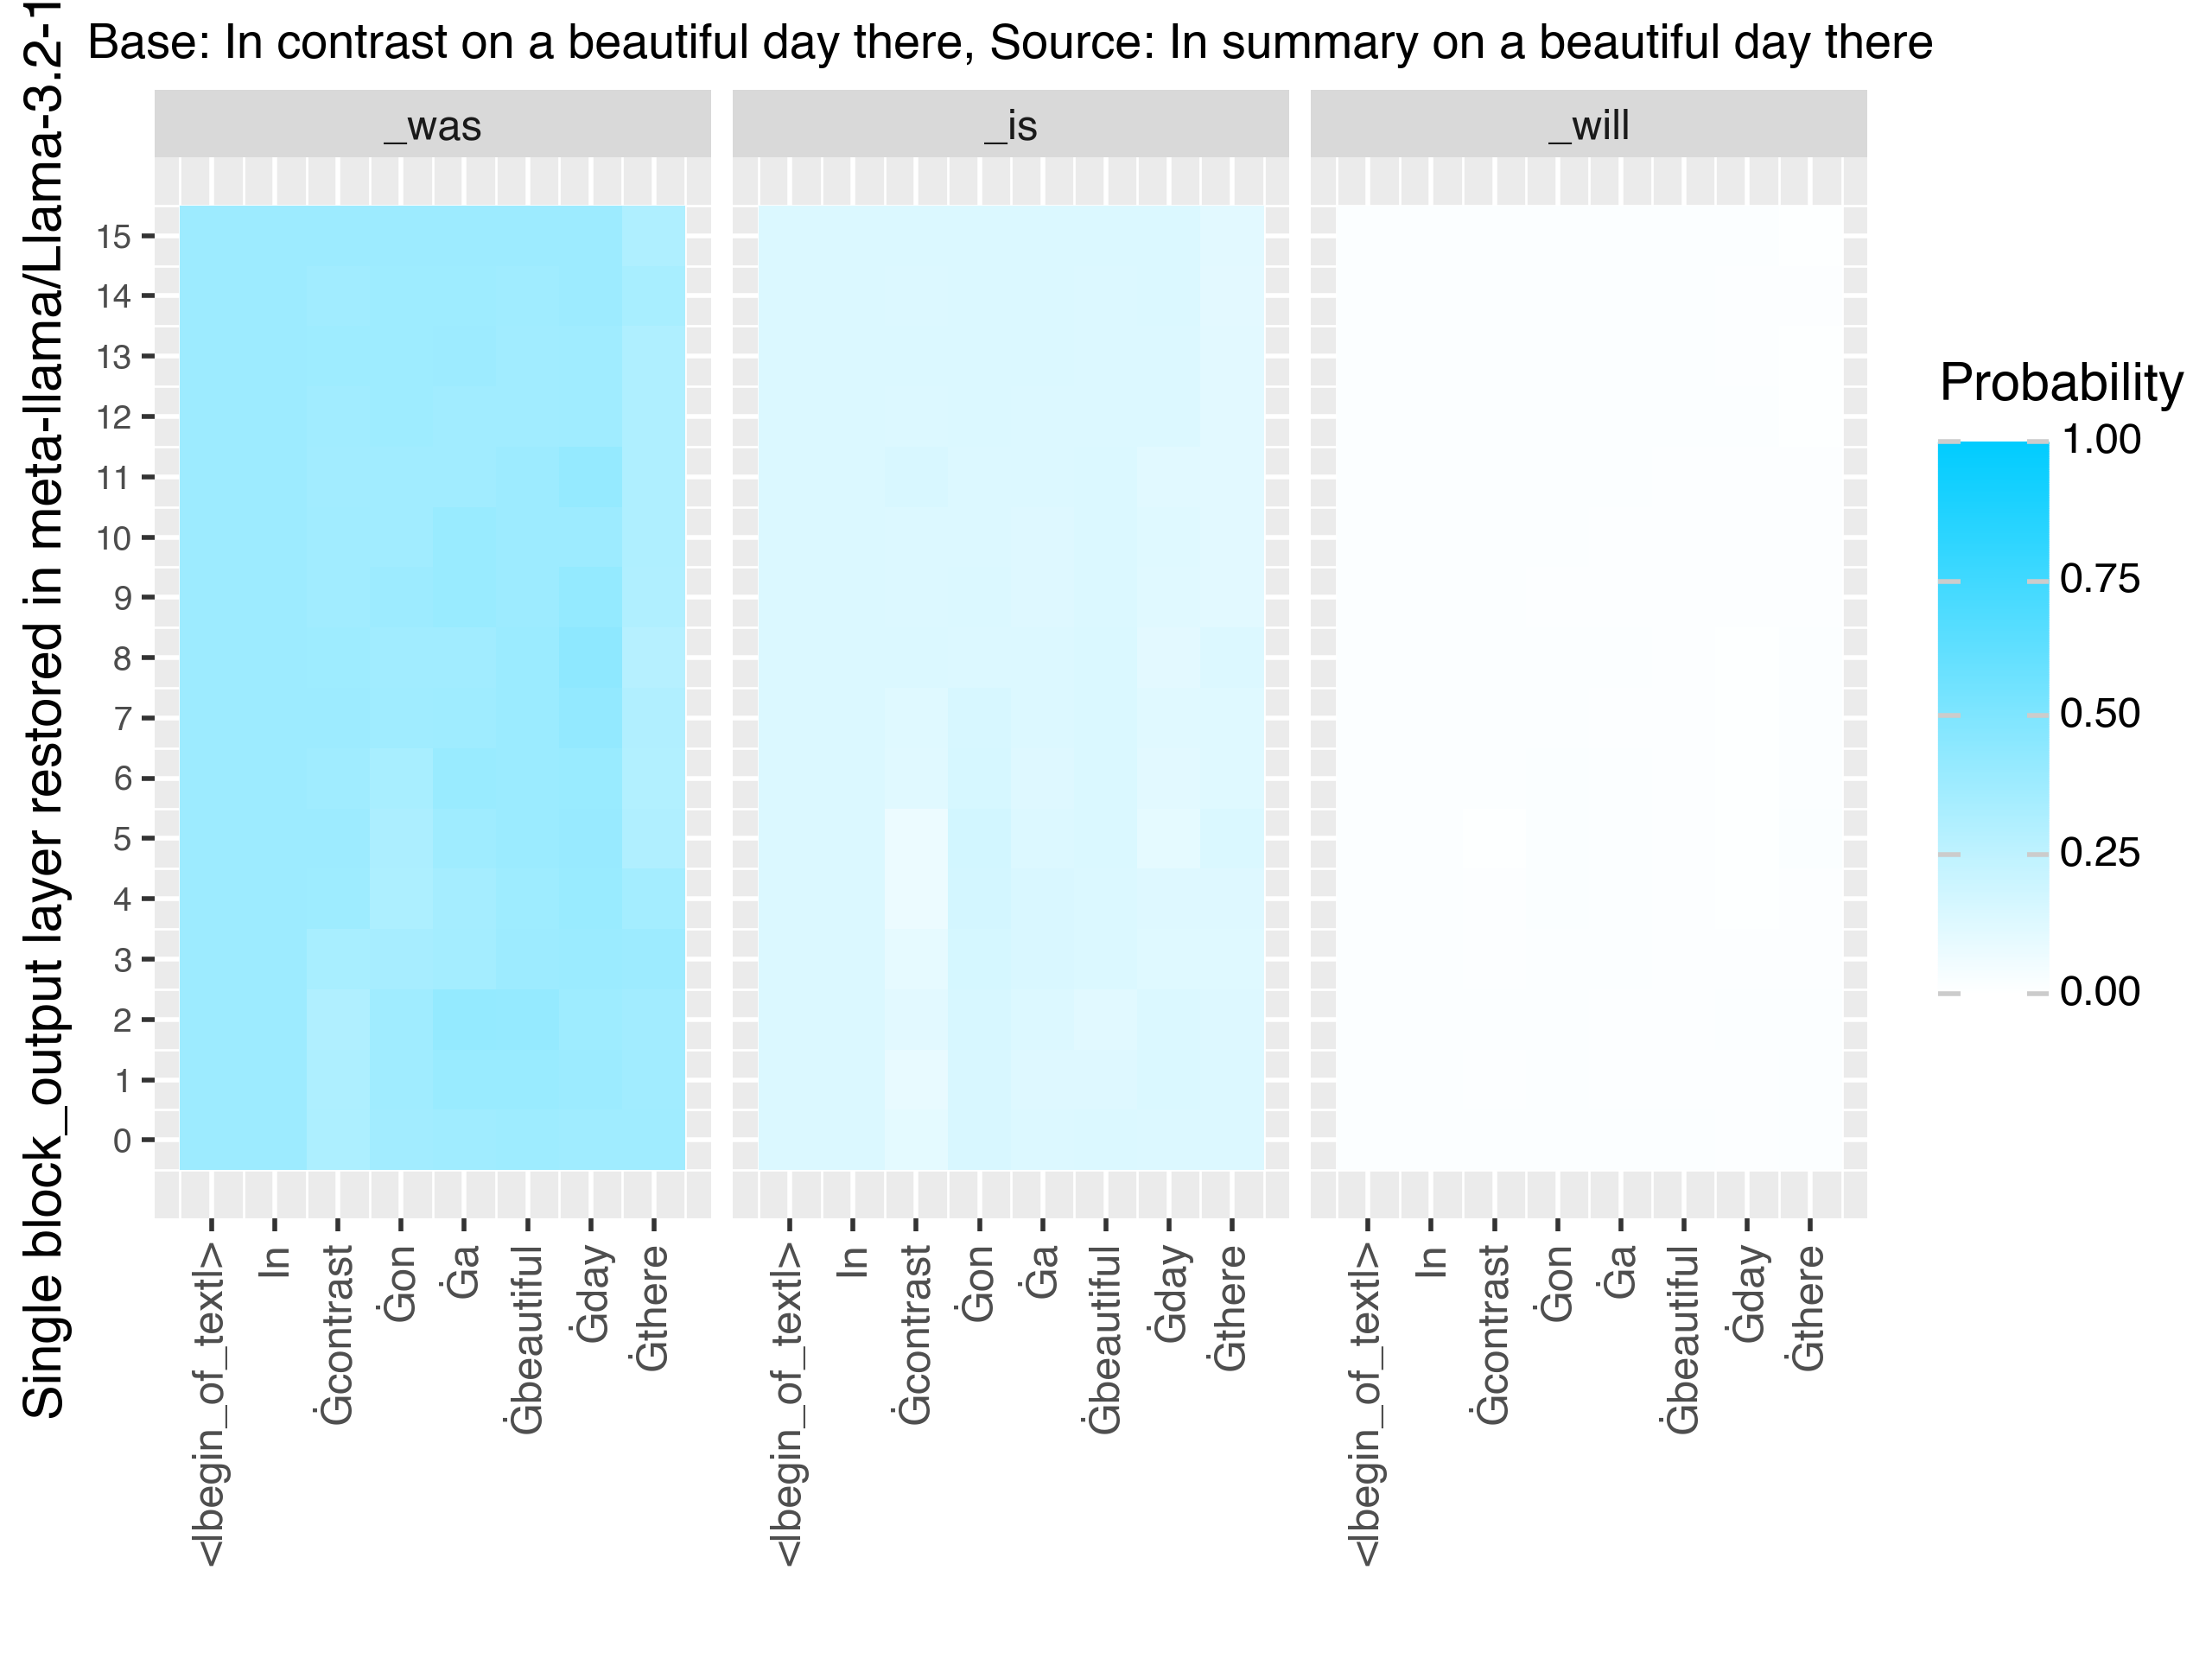 Base: In contrast on a beautiful day there, Source: In summary on a beautiful day there
Single block_output layer restored in meta-llama/Llama-3.2-1
_was
_is
_will
15
14
13
12
11
10
9
8
7
6
5
4
3
2
1
0
<|begin_of_text|>
In
Ġcontrast
Ġon
Ġa
Ġbeautiful
Ġday
Ġthere
<|begin_of_text|>
In
Ġcontrast
Ġon
Ġa
Ġbeautiful
Ġday
Ġthere
<|begin_of_text|>
In
Ġcontrast
Ġon
Ġa
Ġbeautiful
Ġday
Ġthere
Probability
1.00
0.75
0.50
0.25
0.00